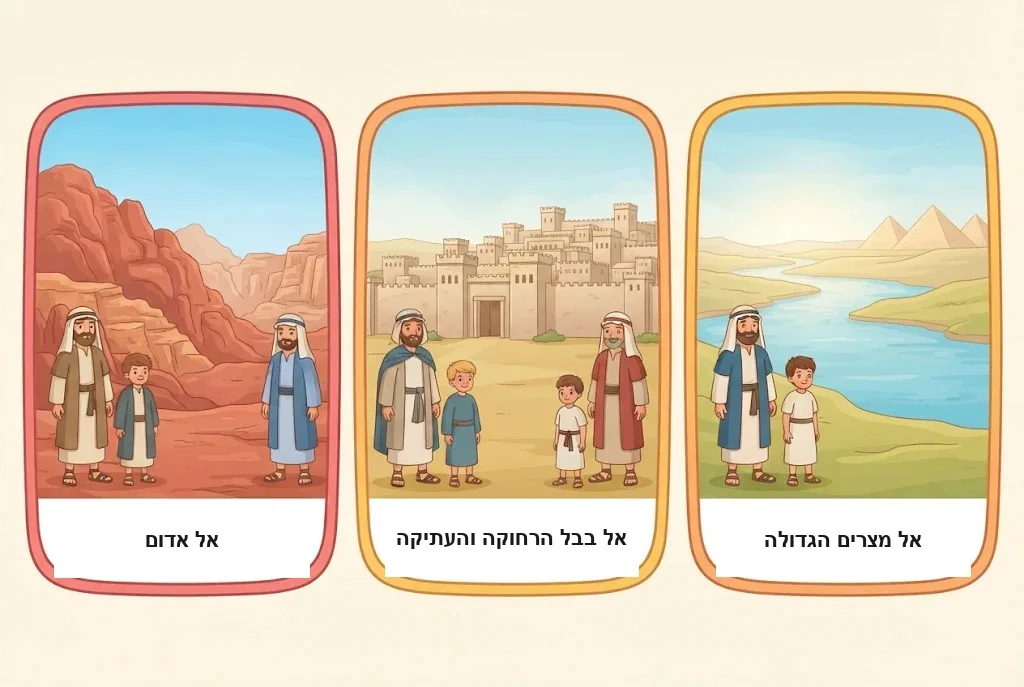 אל מצרים הגדולה
אל בבל הרחוקה והעתיקה
אל אדום